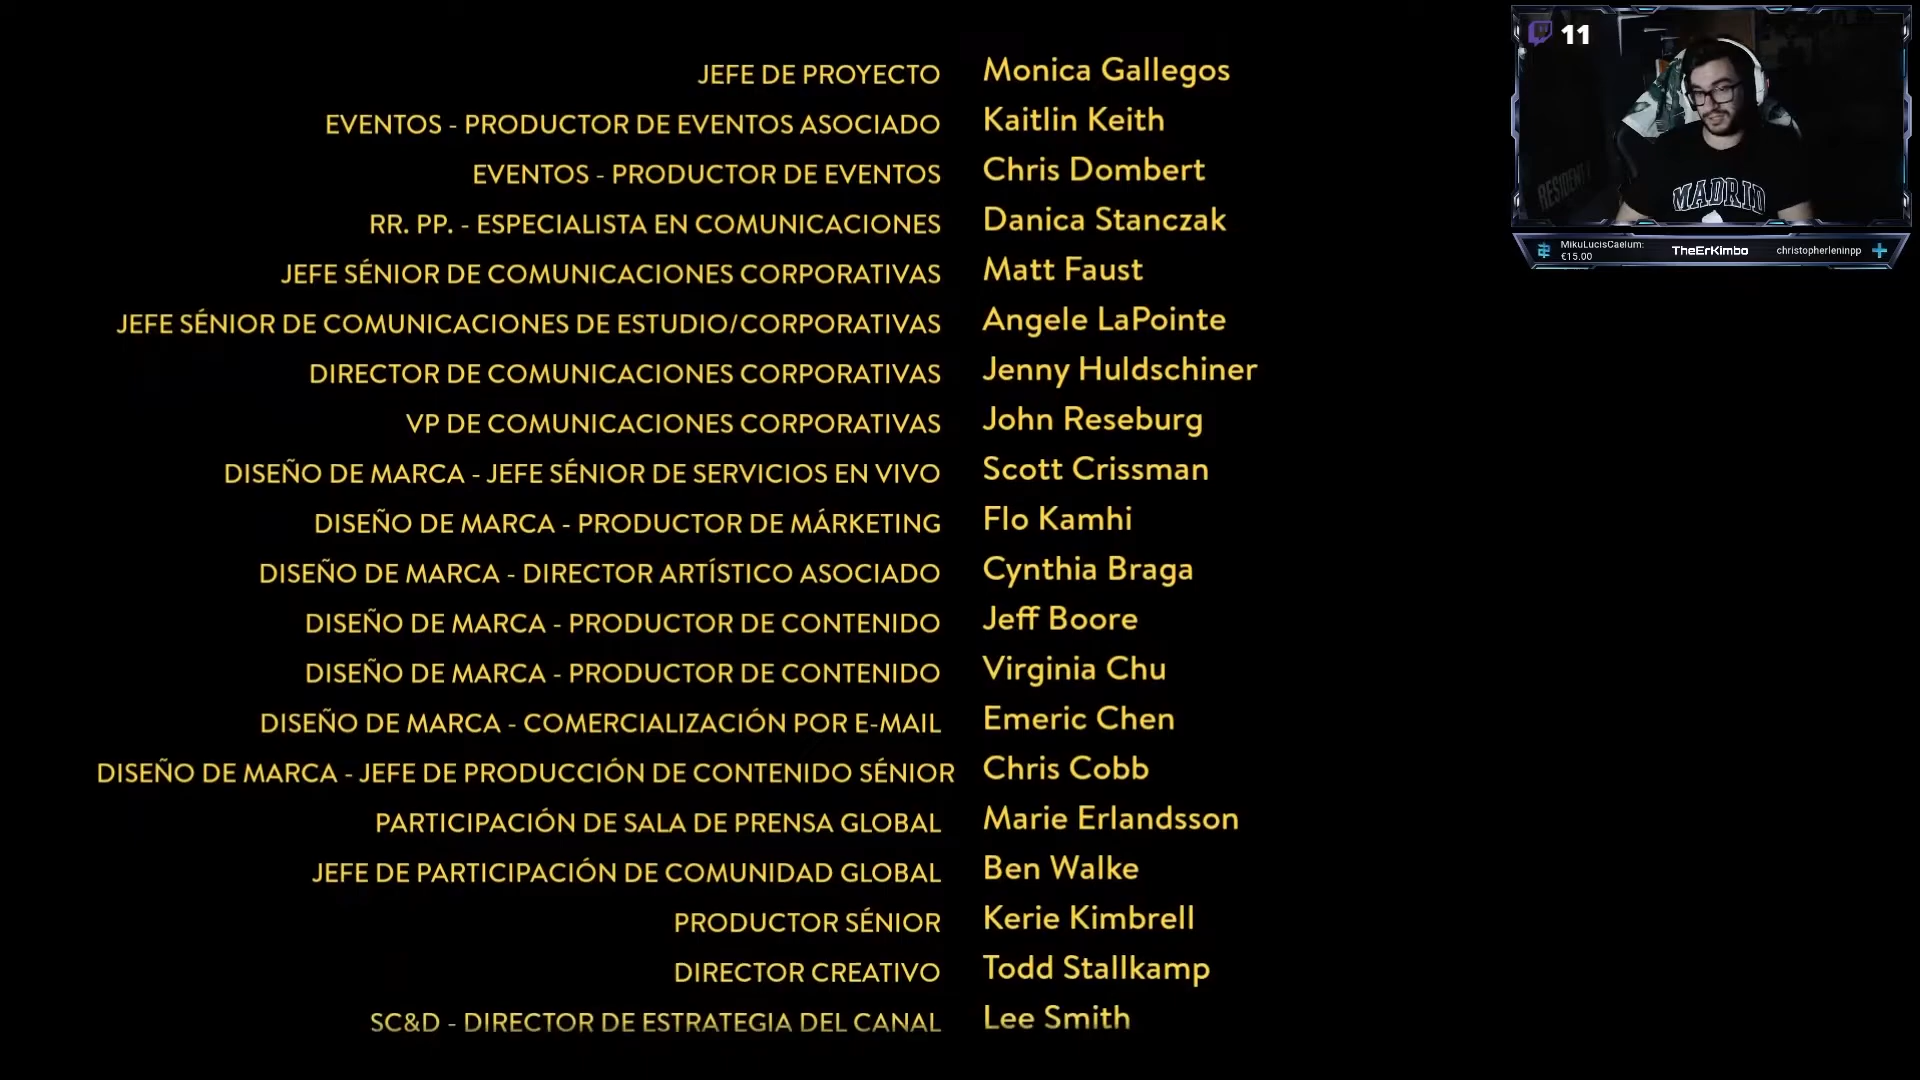 JEFE DE PROYECTO Monica Gallegos
EVENTOS - PRODUCTOR DE EVENTOS ASOCIADO Kaitlin Keith
EVENTOS - PRODUCTOR DE EVENTOS Chris Dombert
RR. PP. - ESPECIALISTA EN COMUNICACIONES Danica Stanczak
JEFE SÉNIOR DE COMUNICACIONES CORPORATIVAS Matt Faust
JEFE SÉNIOR DE COMUNICACIONES DE ESTUDIO/CORPORATIVAS Angele LaPointe
DIRECTOR DE COMUNICACIONES CORPORATIVAS Jenny Huldschiner
VP DE COMUNICACIONES CORPORATIVAS John Reseburg
DISEÑO DE MARCA - JEFE SÉNIOR DE SERVICIOS EN VIVO Scott Crissman
DISEÑO DE MARCA - PRODUCTOR DE MÁRKETING Flo Kamhi
DISEÑO DE MARCA - DIRECTOR ARTÍSTICO ASOCIADO Cynthia Braga
DISEÑO DE MARCA - PRODUCTOR DE CONTENIDO Jeff Boore
DISEÑO DE MARCA - PRODUCTOR DE CONTENIDO Virginia Chu
DISEÑO DE MARCA - COMERCIALIZACIÓN POR E-MAIL Emeric Chen
DISEÑO DE MARCA - JEFE DE PRODUCCIÓN DE CONTENIDO SÉNIOR Chris Cobb
PARTICIPACIÓN DE SALA DE PRENSA GLOBAL Marie Erlandsson
JEFE DE PARTICIPACIÓN DE COMUNIDAD GLOBAL Ben Walke
PRODUCTOR SÉNIOR Kerie Kimbrell
DIRECTOR CREATIVO Todd Stallkamp
SC&D - DIRECTOR DE ESTRATEGIA DEL CANAL Lee Smith
11
RESIDENT
MADRID
MikuLucisCaelum:
€15.00
TheErKimbo
christopherleninpp